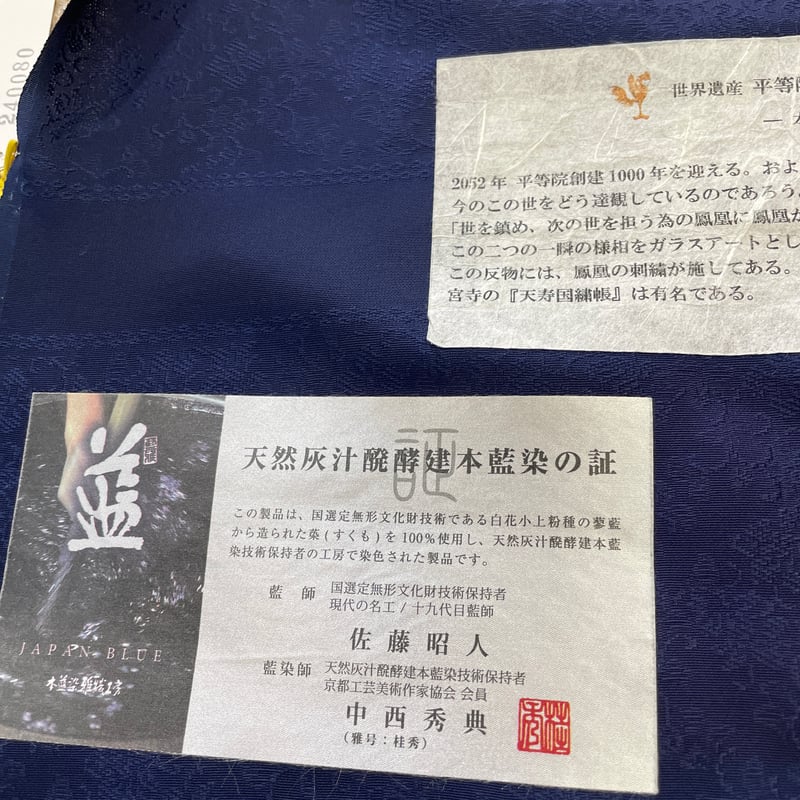 240080
世界遺産 平等院
2052年 平等院創建1000年を迎える。およ
今のこの世をどう達観しているのであろう
「世を鎮め、次の世を担う為の鳳凰に鳳凰が
この二つの一瞬の様相をガラスアートとし
この反物には、鳳凰の刺繍が施してある。
宮寺の『天寿国繡帳』は有名である。
藍
JAPAN BLUE
証
天然灰汁醗酵建本藍染の証
この製品は、国選定無形文化財技術である白花小上粉種の蓼藍
から造られた蒅(すくも)を100%使用し、天然灰汁醗酵建本藍
染技術保持者の工房で染色された製品です。
藍師 国選定無形文化財技術保持者
現代の名工/十九代目藍師
佐藤昭人
藍染師 天然灰汁醗酵建本藍染技術保持者
京都工芸美術作家協会 会員
中西秀典
(雅号:桂秀)